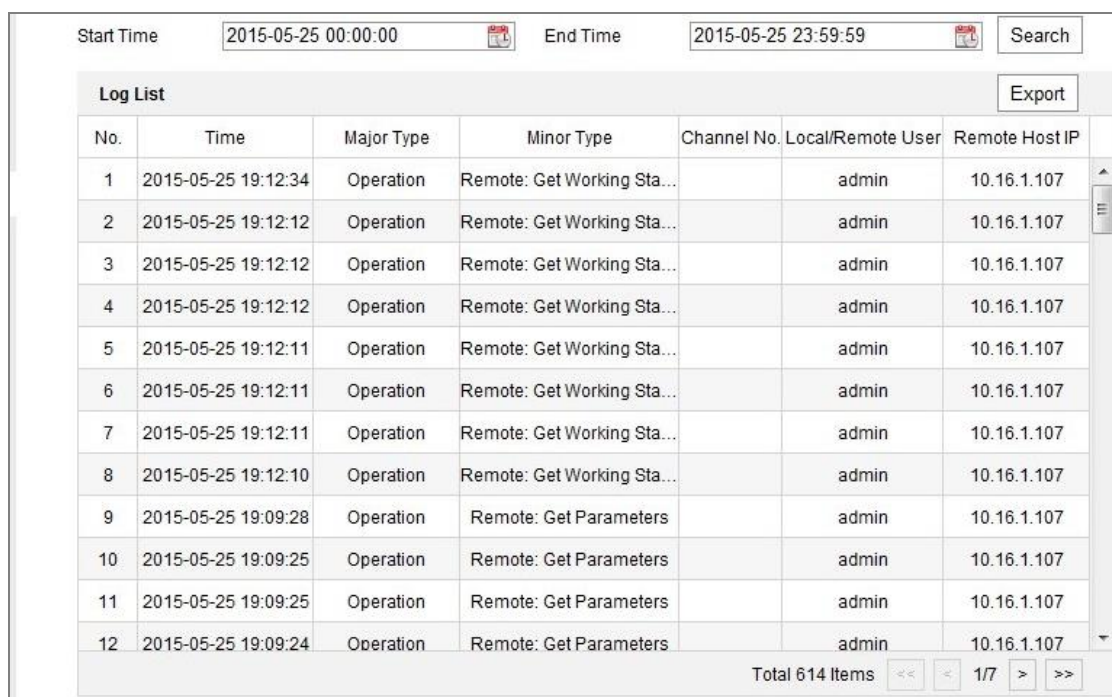 Start Time 2015-05-25 00:00:00 End Time 2015-05-25 23:59:59 Search
Log List Export
No. Time Major Type Minor Type Channel No. Local/Remote User Remote Host IP
1 2015-05-25 19:12:34 Operation Remote: Get Working Sta... admin 10.16.1.107
2 2015-05-25 19:12:12 Operation Remote: Get Working Sta... admin 10.16.1.107
3 2015-05-25 19:12:12 Operation Remote: Get Working Sta... admin 10.16.1.107
4 2015-05-25 19:12:12 Operation Remote: Get Working Sta... admin 10.16.1.107
5 2015-05-25 19:12:11 Operation Remote: Get Working Sta... admin 10.16.1.107
6 2015-05-25 19:12:11 Operation Remote: Get Working Sta... admin 10.16.1.107
7 2015-05-25 19:12:11 Operation Remote: Get Working Sta... admin 10.16.1.107
8 2015-05-25 19:12:10 Operation Remote: Get Working Sta... admin 10.16.1.107
9 2015-05-25 19:09:28 Operation Remote: Get Parameters admin 10.16.1.107
10 2015-05-25 19:09:25 Operation Remote: Get Parameters admin 10.16.1.107
11 2015-05-25 19:09:25 Operation Remote: Get Parameters admin 10.16.1.107
12 2015-05-25 19:09:24 Operation Remote: Get Parameters admin 10.16.1.107
Total 614 Items << < 1/7 > >>